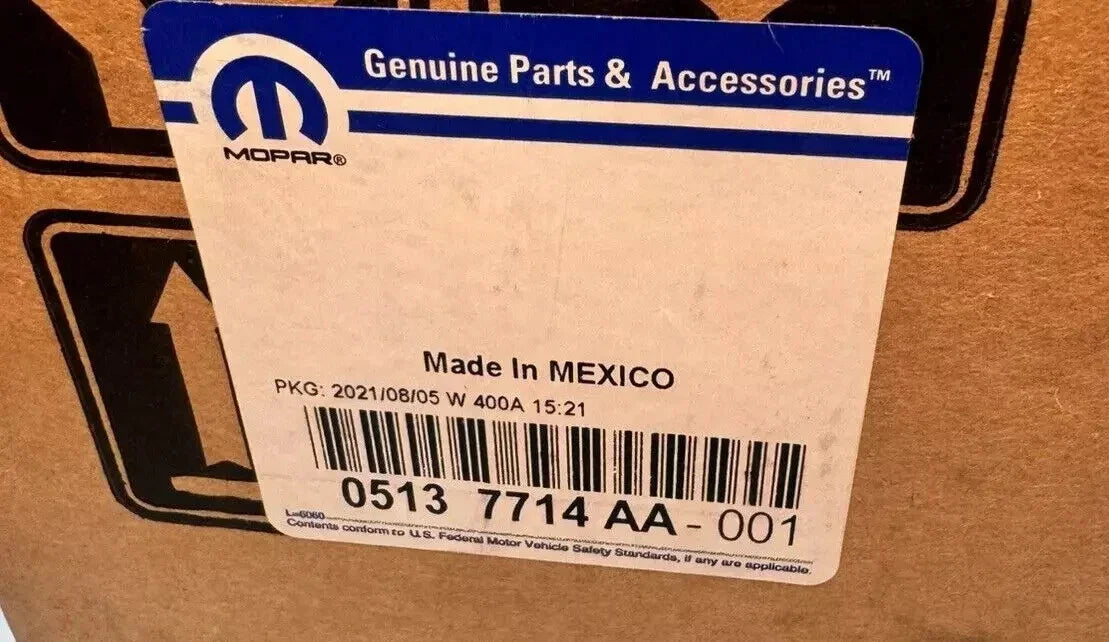 Genuine Parts & Accessories™
MOPAR®
Made In MEXICO
PKG: 2021/08/05 W 400A 15:21
0513 7714 AA - 001
L-6060
Contents conform to U.S. Federal Motor Vehicle Safety Standards, if any are applicable.